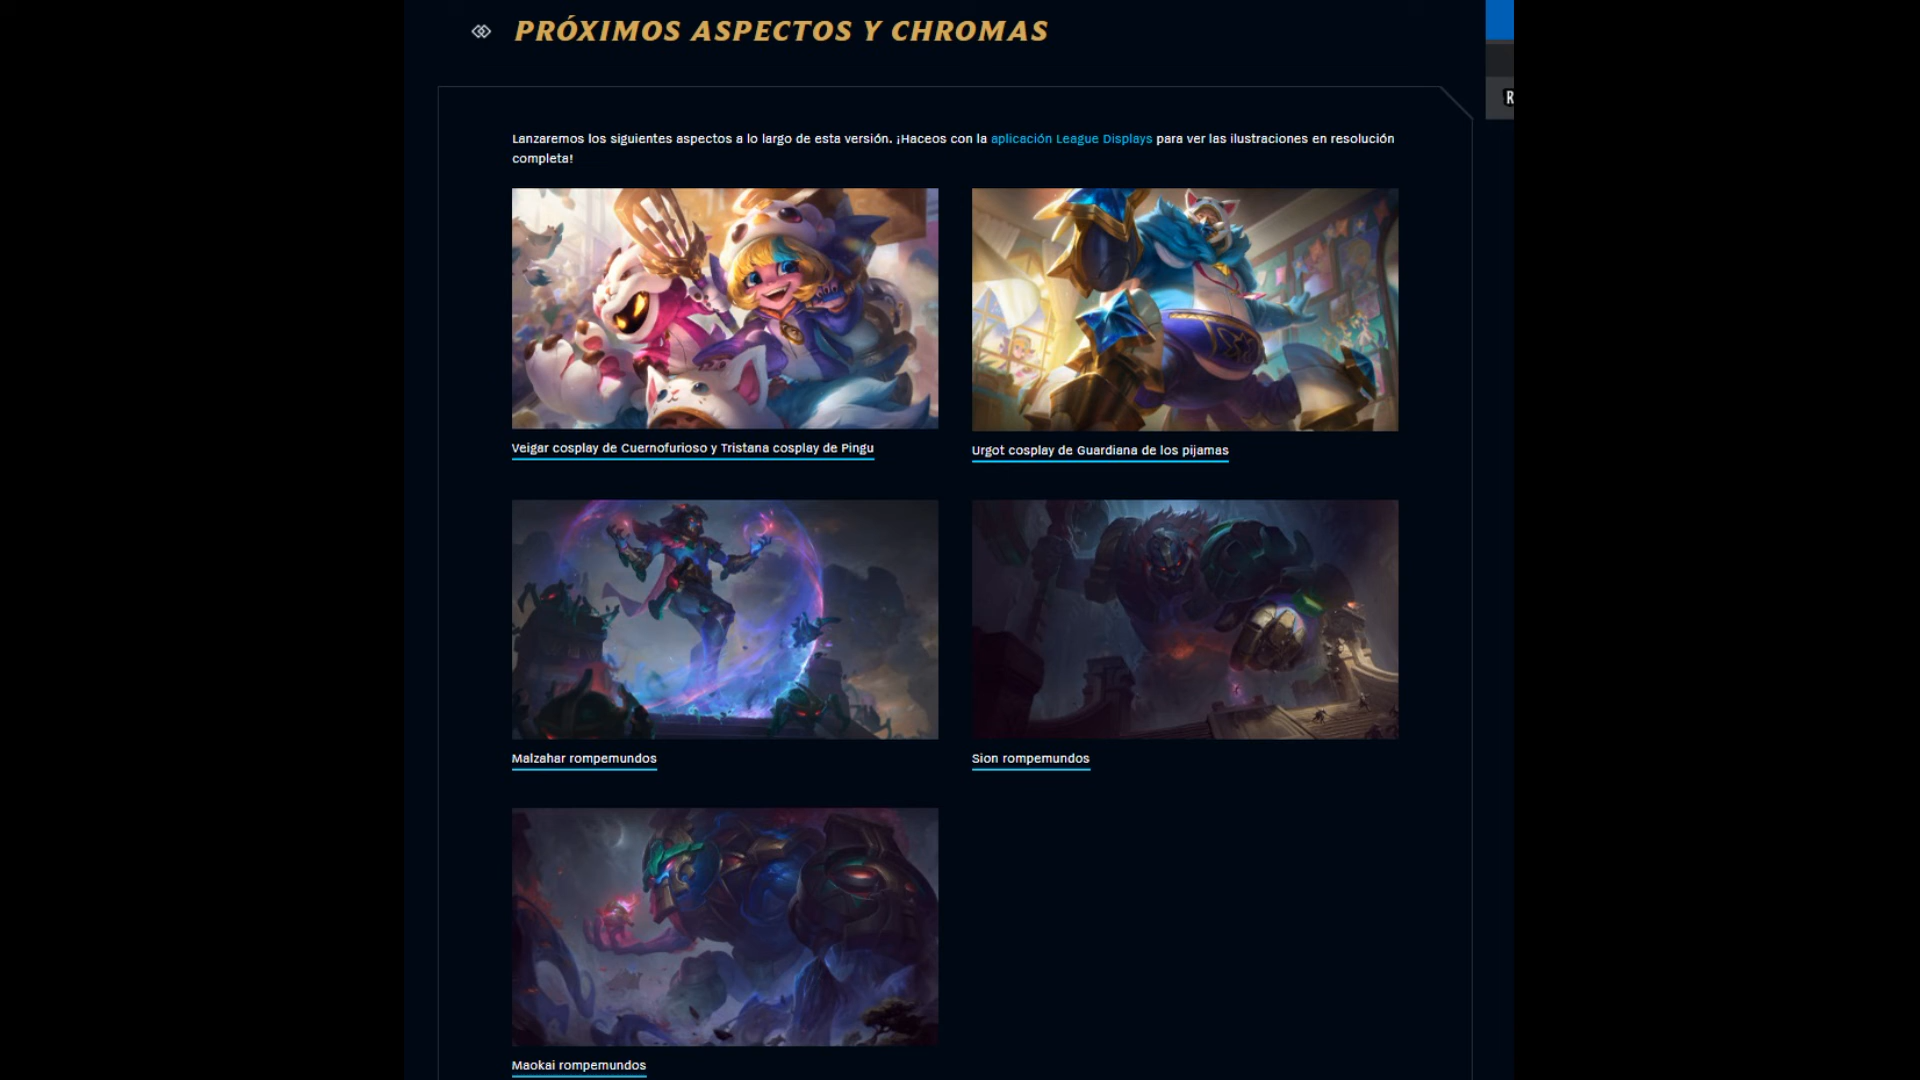 PRÓXIMOS ASPECTOS Y CHROMAS
R
Lanzaremos los siguientes aspectos a lo largo de esta versión. ¡Haceos con la aplicación League Displays para ver las ilustraciones en resolución
completa!
Veigar cosplay de Cuernofurioso y Tristana cosplay de Pingu
Urgot cosplay de Guardiana de los pijamas
Malzahar rompemundos
Sion rompemundos
Maokai rompemundos